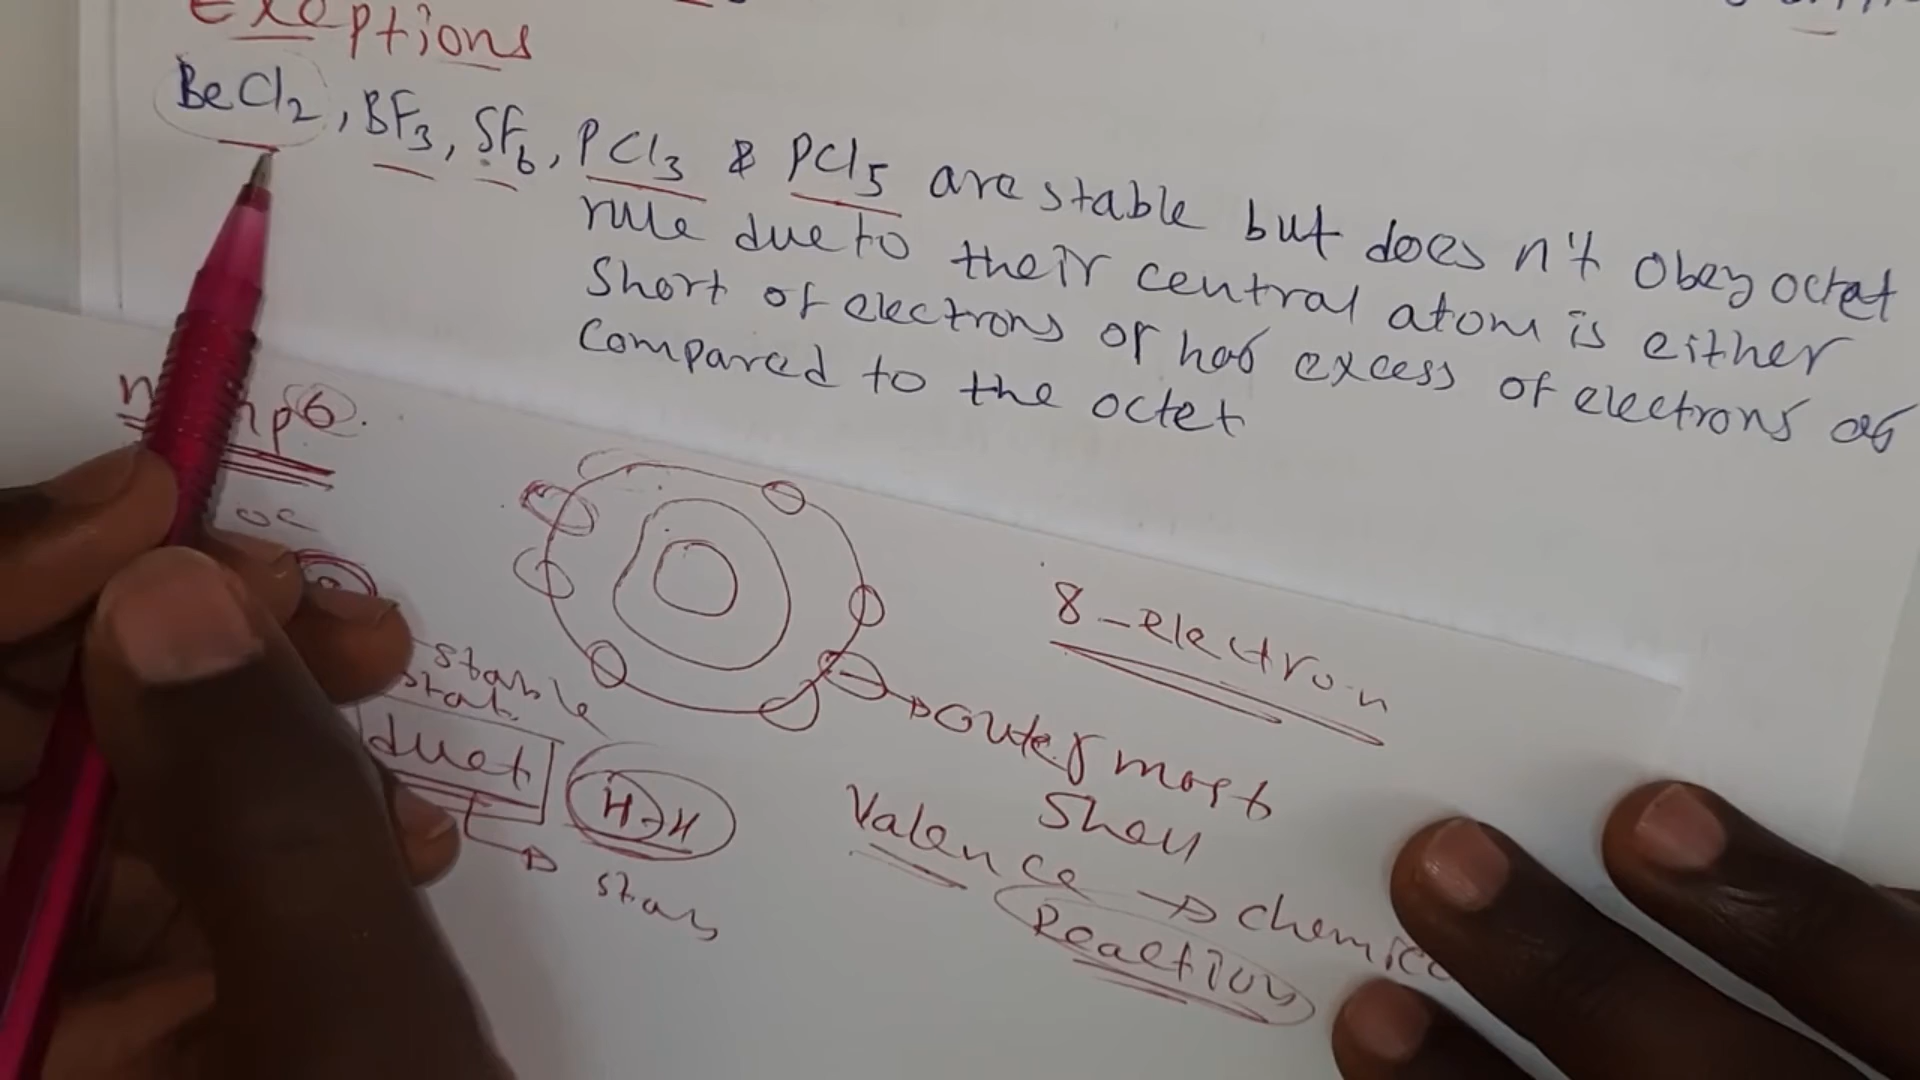 Exeptions
BeCl2, BF3, SF6, PCl3 & PCl5 are stable but does n't obey octet
rule due to their central atom is either
short of electrons or has excess of electrons as
compared to the octet
8-electron
outermost
shell
stable
stat
duet
H-H
stab
Valence → chemic
Reaction